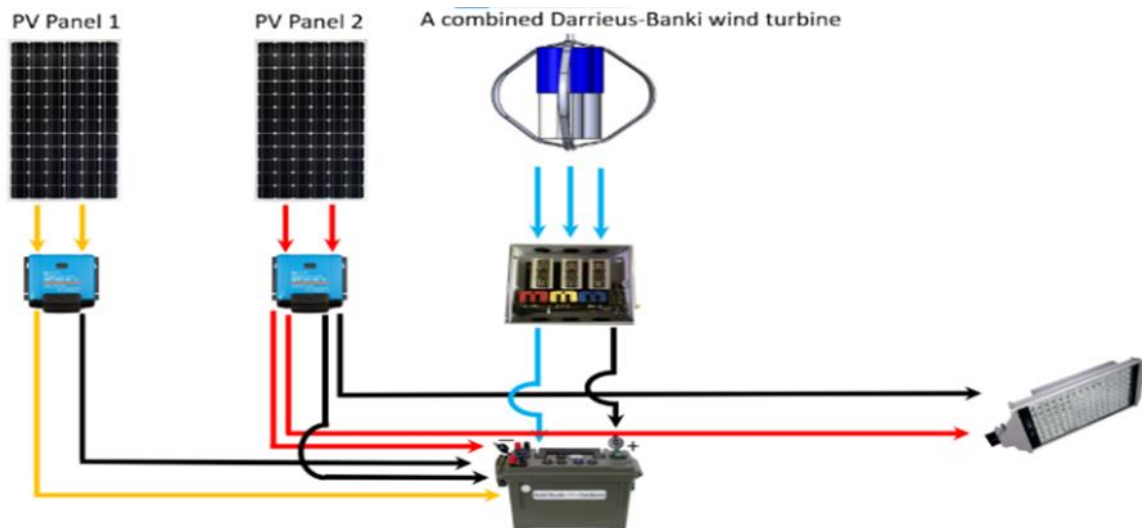 PV Panel 1
PV Panel 2
A combined Darrieus-Banki wind turbine
−
+